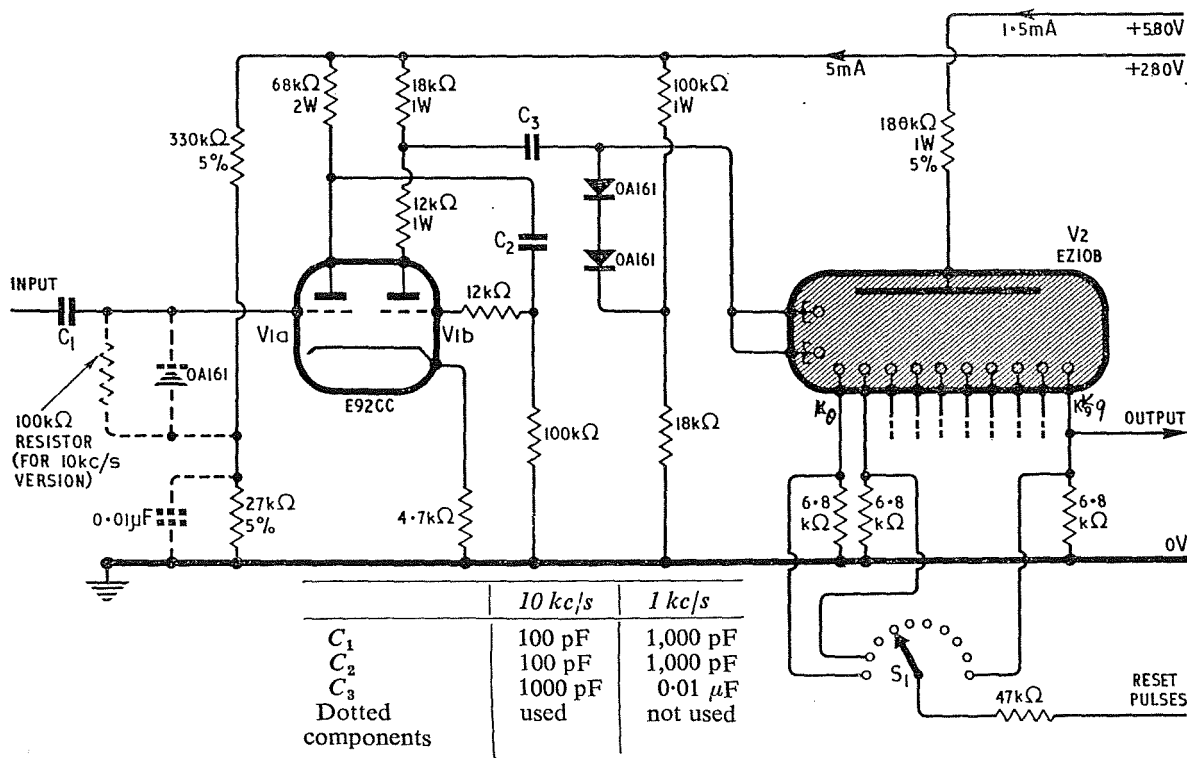 1·5mA
+580V
5mA
+280V
68kΩ
2W
18kΩ
1W
100kΩ
1W
C3
330kΩ
5%
180kΩ
1W
5%
OA161
12kΩ
1W
C2
OA161
V2
EZ10B
INPUT
C1
12kΩ
V1a
V1b
OA161
E92CC
100kΩ
RESISTOR
(FOR 10kc/s
VERSION)
100kΩ
18kΩ
K0
OUTPUT
0·01µF
27kΩ
5%
4·7kΩ
6·8
kΩ
6·8
kΩ
6·8
kΩ
0V
10 kc/s 1 kc/s
C1 100 pF 1,000 pF
C2 100 pF 1,000 pF
C3 1000 pF 0·01 µF
Dotted used not used
components
S1
47kΩ
RESET
PULSES